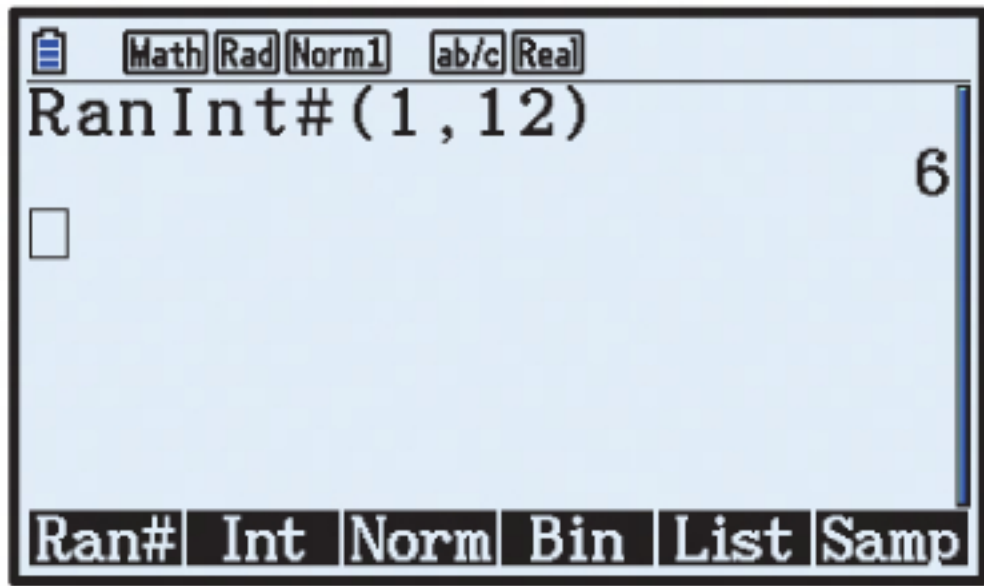 Math Rad Norm1 ab/c Real
RanInt#(1,12)
6
Ran# Int Norm Bin List Samp